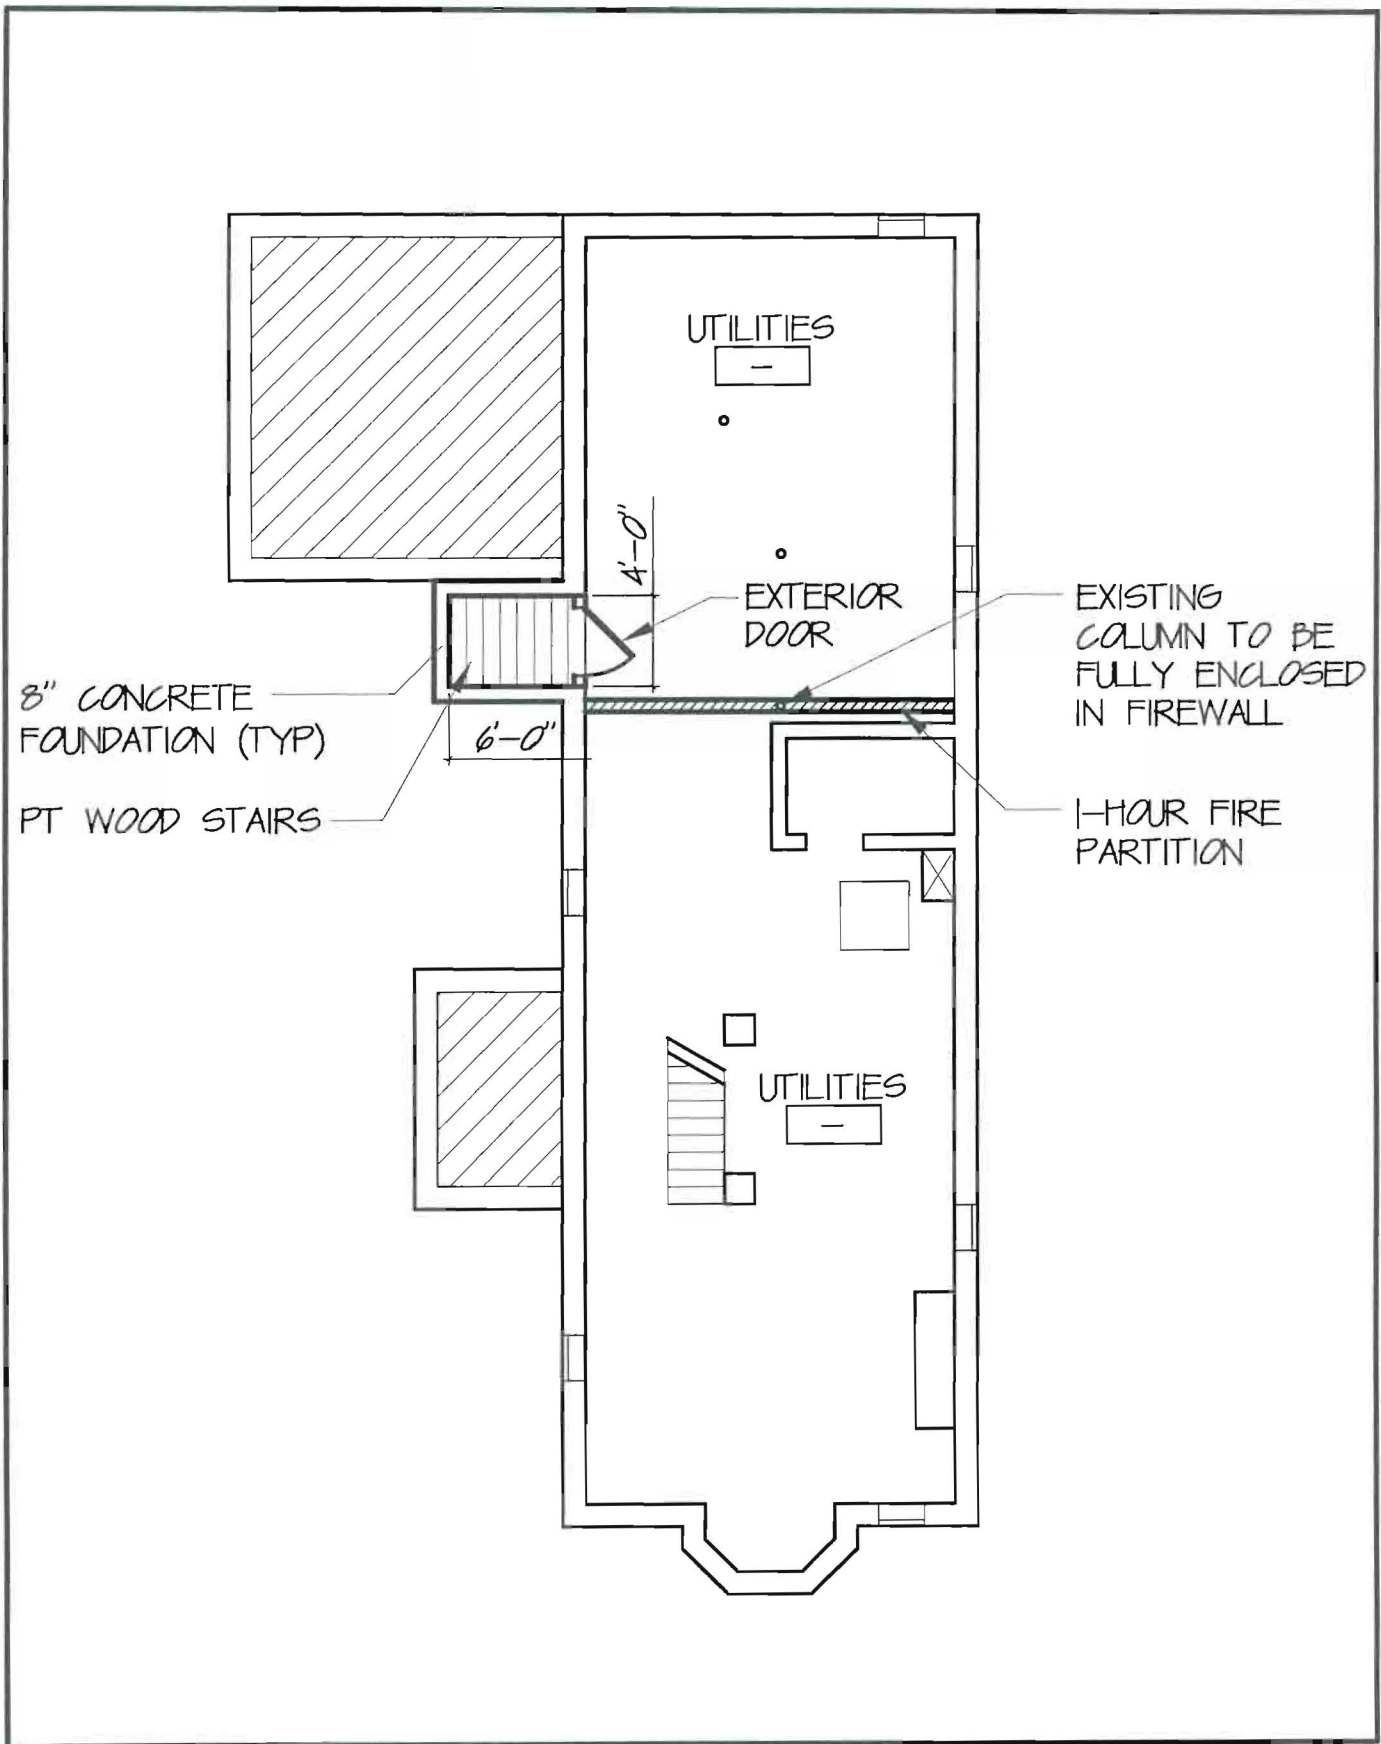 UTILITIES
4'-0"
EXTERIOR
DOOR
EXISTING
COLUMN TO BE
FULLY ENCLOSED
IN FIREWALL
8" CONCRETE
FOUNDATION (TYP)
6'-0"
PT WOOD STAIRS
1-HOUR FIRE
PARTITION
UTILITIES